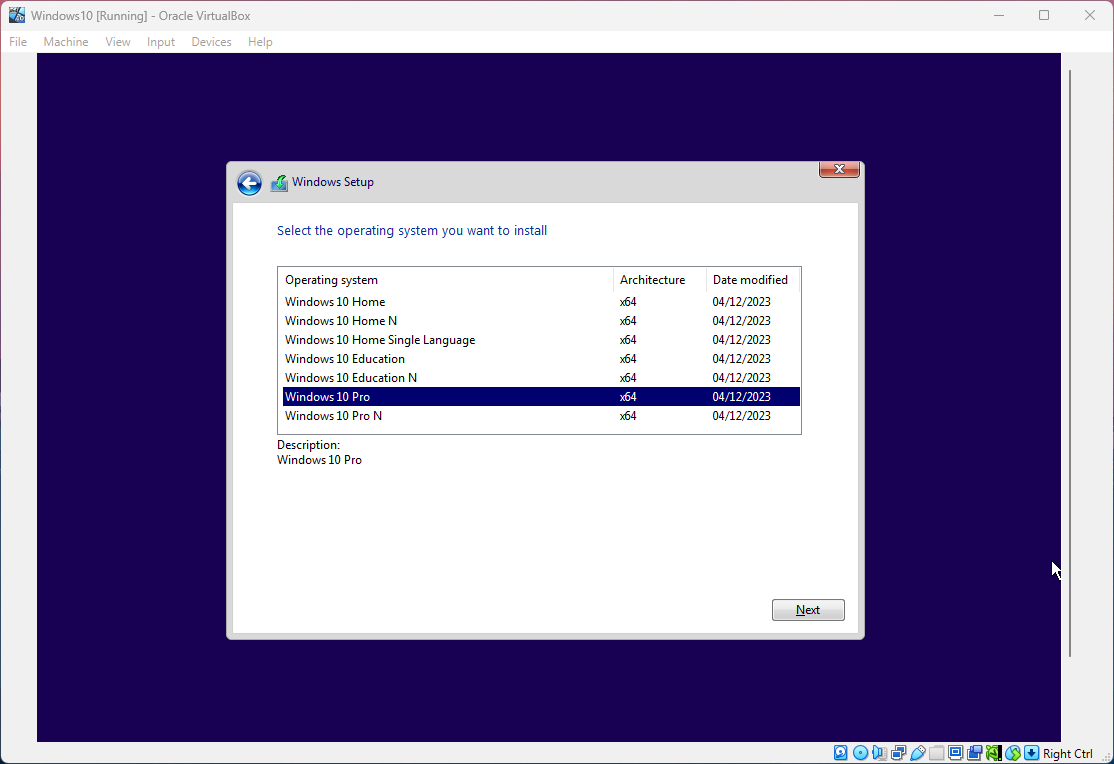 Windows10 [Running] - Oracle VirtualBox
File Machine View Input Devices Help
Windows Setup
Select the operating system you want to install
Operating system Architecture Date modified
Windows 10 Home x64 04/12/2023
Windows 10 Home N x64 04/12/2023
Windows 10 Home Single Language x64 04/12/2023
Windows 10 Education x64 04/12/2023
Windows 10 Education N x64 04/12/2023
Windows 10 Pro x64 04/12/2023
Windows 10 Pro N x64 04/12/2023
Description:
Windows 10 Pro
Next
Right Ctrl